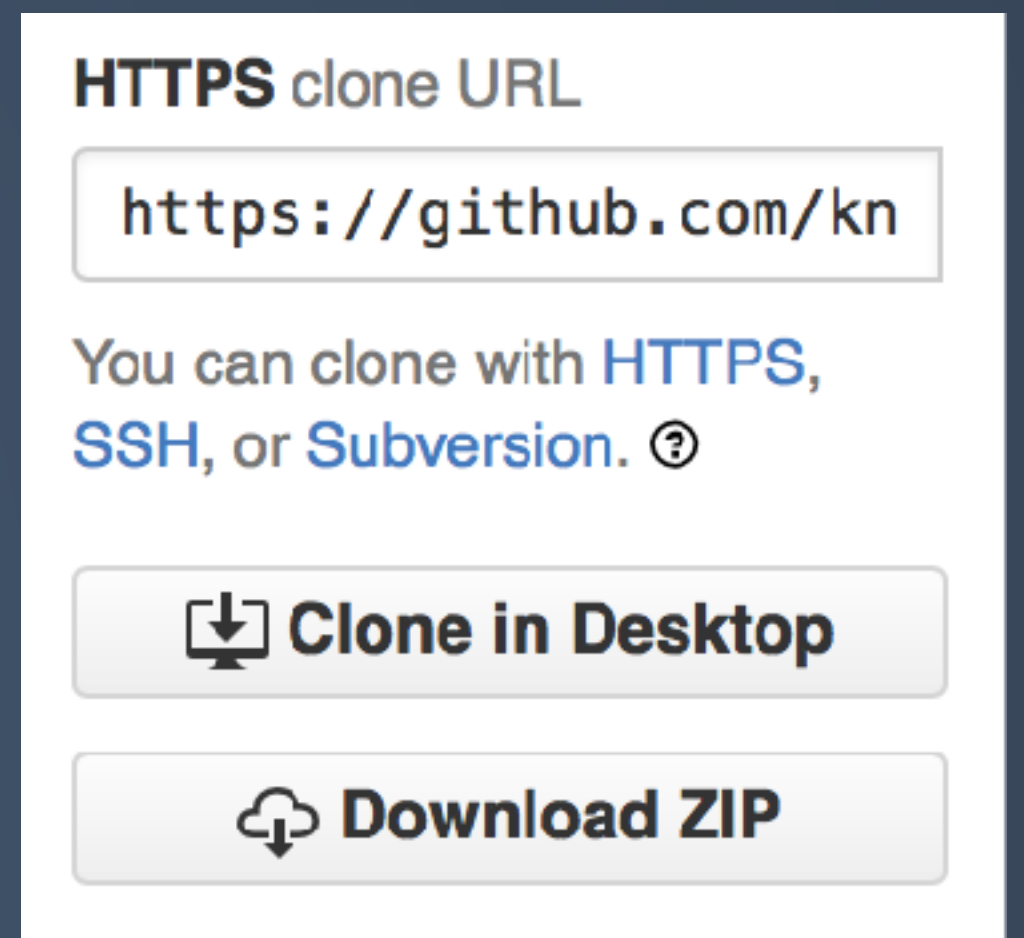 HTTPS clone URL
https://github.com/kn
You can clone with HTTPS,
SSH, or Subversion. ?
Clone in Desktop
Download ZIP